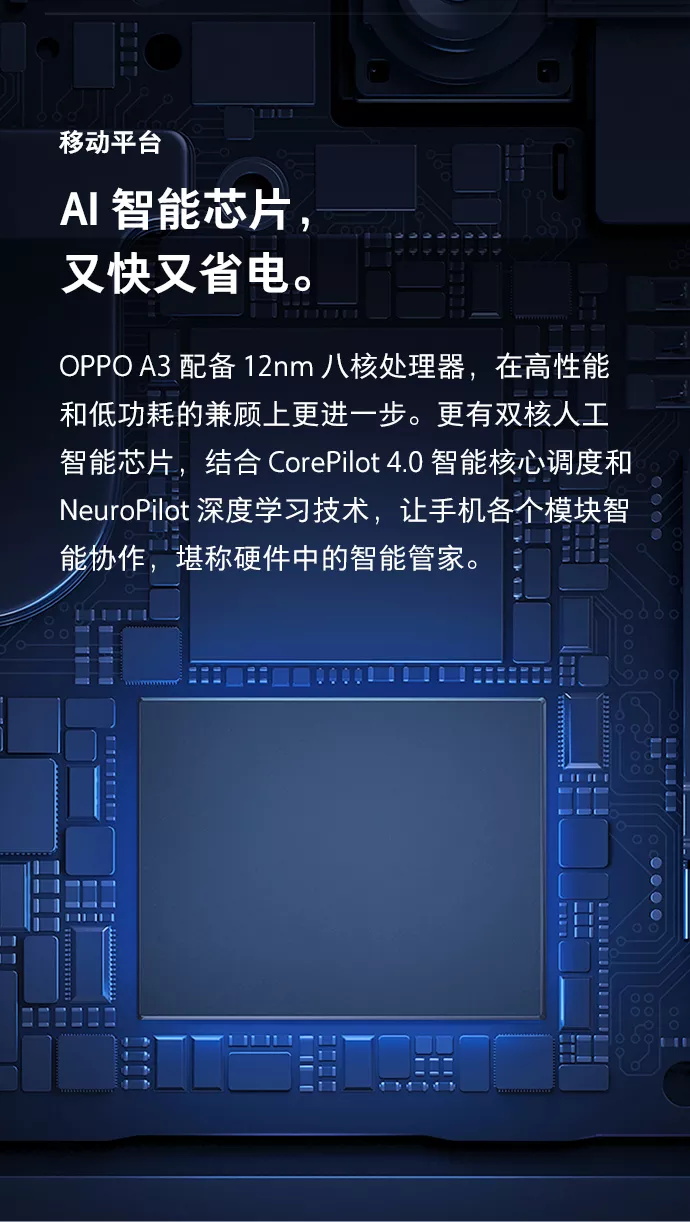 移动平台
AI 智能芯片，
又快又省电。
OPPO A3 配备 12nm 八核处理器，在高性能
和低功耗的兼顾上更进一步。更有双核人工
智能芯片，结合 CorePilot 4.0 智能核心调度和
NeuroPilot 深度学习技术，让手机各个模块智
能协作，堪称硬件中的智能管家。